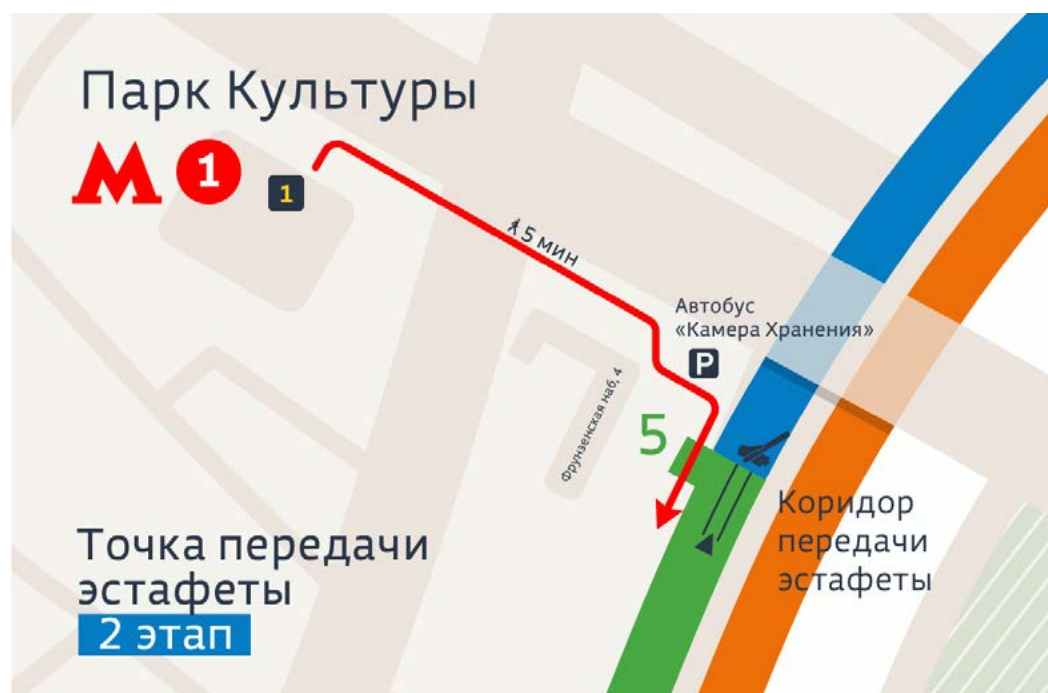 Парк Культуры
М 1
1
5 мин
Автобус
«Камера Хранения»
P
Фрунзенская наб, 4
5
Коридор
передачи
эстафеты
Точка передачи
эстафеты
2 этап